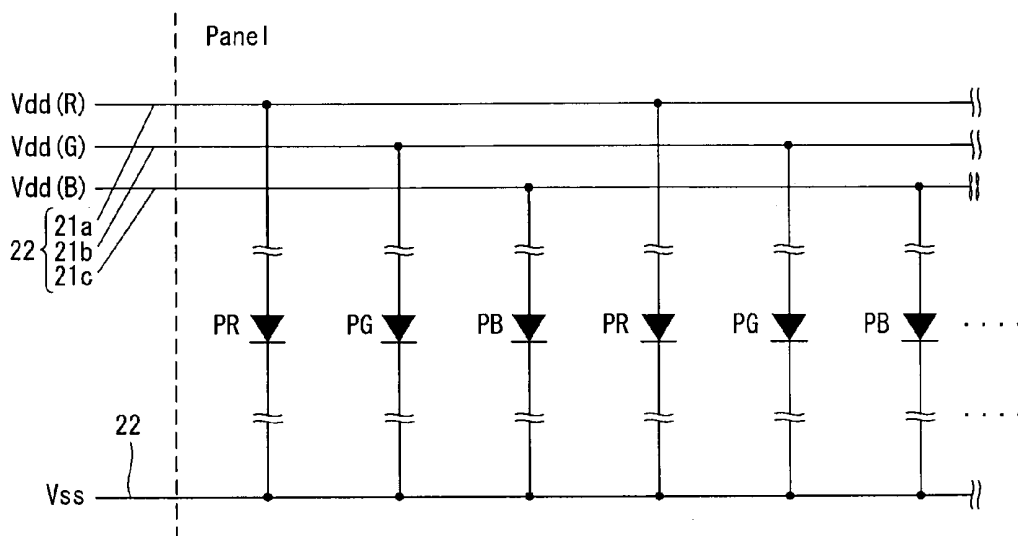 Panel
Vdd (R)
Vdd (G)
Vdd (B)
22 { 21a
21b
21c
PR PG PB PR PG PB ....
....
22
Vss